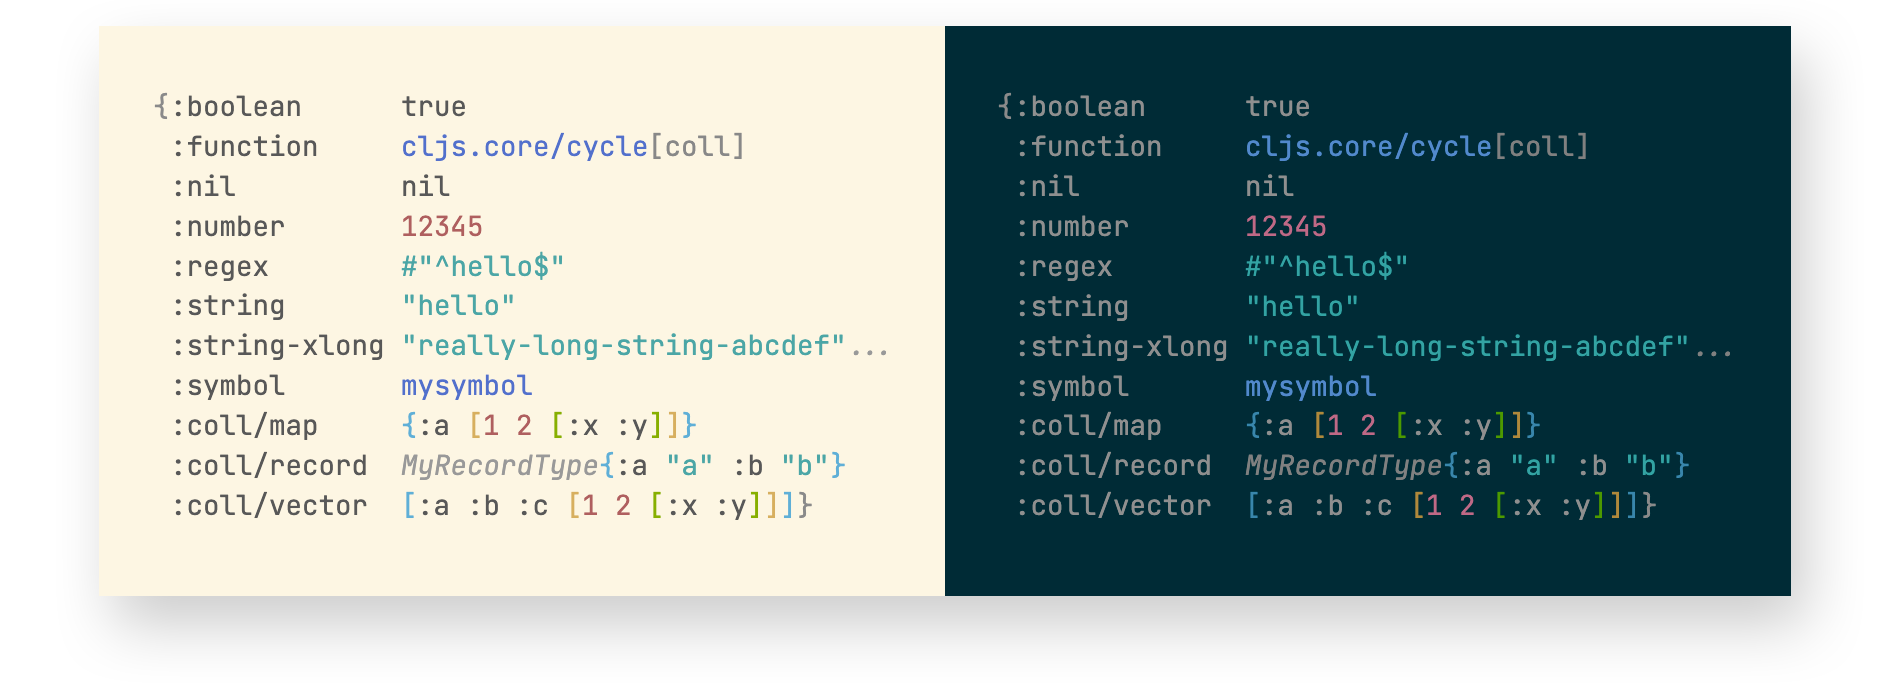 {:boolean      true
 :function     cljs.core/cycle[coll]
 :nil          nil
 :number       12345
 :regex        #"^hello$"
 :string       "hello"
 :string-xlong "really-long-string-abcdef"...
 :symbol       mysymbol
 :coll/map     {:a [1 2 [:x :y]]}
 :coll/record  MyRecordType{:a "a" :b "b"}
 :coll/vector  [:a :b :c [1 2 [:x :y]]]}
{:boolean      true
 :function     cljs.core/cycle[coll]
 :nil          nil
 :number       12345
 :regex        #"^hello$"
 :string       "hello"
 :string-xlong "really-long-string-abcdef"...
 :symbol       mysymbol
 :coll/map     {:a [1 2 [:x :y]]}
 :coll/record  MyRecordType{:a "a" :b "b"}
 :coll/vector  [:a :b :c [1 2 [:x :y]]]}